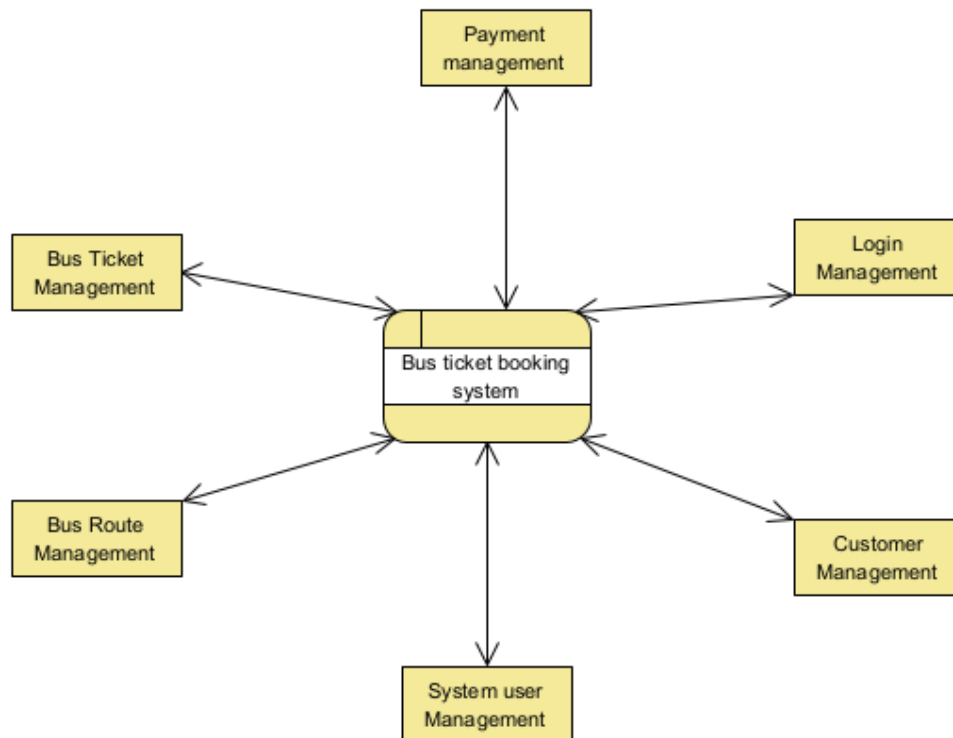 Payment
management
Login
Management
Bus Ticket
Management
Bus ticket booking
system
Bus Route
Management
Customer
Management
System user
Management